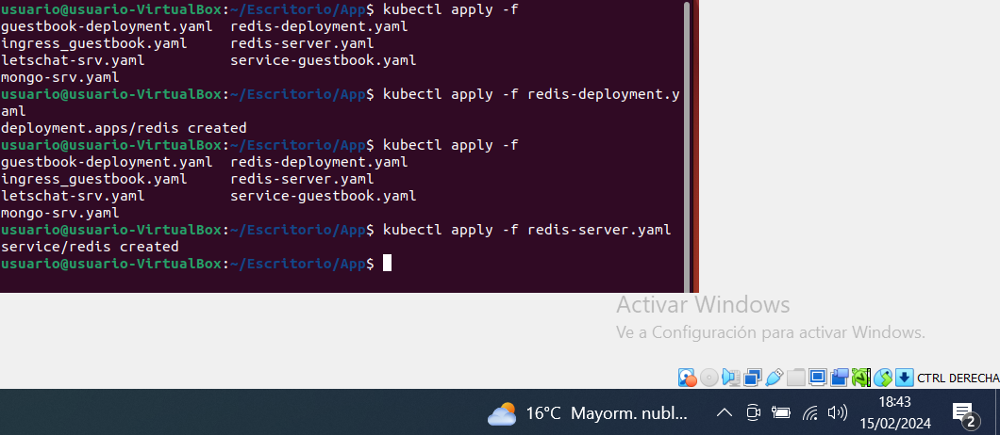 usuario@usuario-VirtualBox:~/Escritorio/App$ kubectl apply -f
guestbook-deployment.yaml  redis-deployment.yaml
ingress_guestbook.yaml     redis-server.yaml
letschat-srv.yaml          service-guestbook.yaml
mongo-srv.yaml
usuario@usuario-VirtualBox:~/Escritorio/App$ kubectl apply -f redis-deployment.y
aml
deployment.apps/redis created
usuario@usuario-VirtualBox:~/Escritorio/App$ kubectl apply -f
guestbook-deployment.yaml  redis-deployment.yaml
ingress_guestbook.yaml     redis-server.yaml
letschat-srv.yaml          service-guestbook.yaml
mongo-srv.yaml
usuario@usuario-VirtualBox:~/Escritorio/App$ kubectl apply -f redis-server.yaml
service/redis created
usuario@usuario-VirtualBox:~/Escritorio/App$
Activar Windows
Ve a Configuración para activar Windows.
CTRL DERECHA
16°C Mayorm. nubl...
18:43
15/02/2024
2